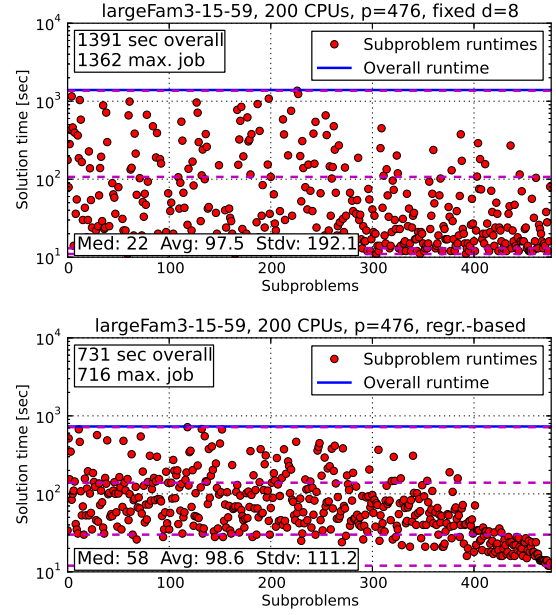 largeFam3-15-59, 200 CPUs, p=476, fixed d=8
10^4
10^3
10^2
10^1
Solution time [sec]
1391 sec overall
1362 max. job
Subproblem runtimes
Overall runtime
Med: 22 Avg: 97.5 Stdv: 192.1
0 100 200 300 400
Subproblems
largeFam3-15-59, 200 CPUs, p=476, regr.-based
10^4
10^3
10^2
10^1
Solution time [sec]
731 sec overall
716 max. job
Subproblem runtimes
Overall runtime
Med: 58 Avg: 98.6 Stdv: 111.2
0 100 200 300 400
Subproblems